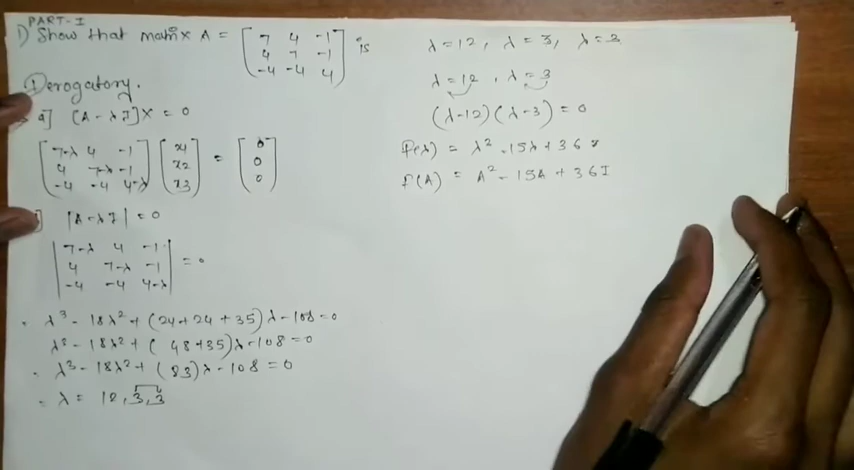 PART-I
1) Show that matrix A = [ 7 4 -1
4 7 -1
-4 -4 4 ] is
① Derogatory.
[A-λI]X = 0
[ 7-λ 4 -1
4 7-λ -1
-4 -4 4-λ ] [ x1
x2
x3 ] = [ 0
0
0 ]
|A-λI| = 0
| 7-λ 4 -1
4 7-λ -1
-4 -4 4-λ | = 0
λ³ - 18λ² + (24+24+35)λ - 108 = 0
λ³ - 18λ² + (48+35)λ - 108 = 0
λ³ - 18λ² + (83)λ - 108 = 0
= λ = 12, 3, 3
λ=12, λ=3, λ=3
λ=12, λ=3
(λ-12)(λ-3) = 0
f(λ) = λ² - 15λ + 36
f(A) = A² - 15A + 36I